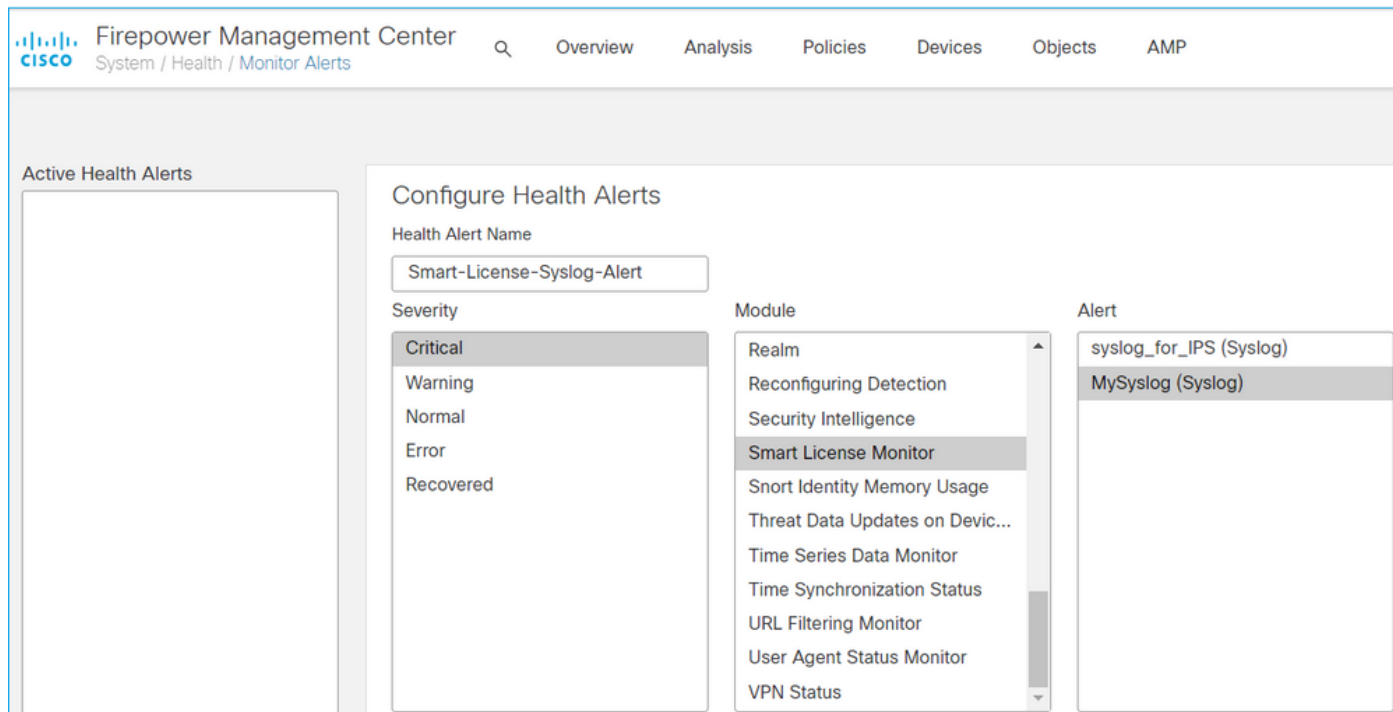 CISCO
Firepower Management Center
System / Health / Monitor Alerts
Overview
Analysis
Policies
Devices
Objects
AMP
Active Health Alerts
Configure Health Alerts
Health Alert Name
Smart-License-Syslog-Alert
Severity
Critical
Warning
Normal
Error
Recovered
Module
Realm
Reconfiguring Detection
Security Intelligence
Smart License Monitor
Snort Identity Memory Usage
Threat Data Updates on Devic...
Time Series Data Monitor
Time Synchronization Status
URL Filtering Monitor
User Agent Status Monitor
VPN Status
Alert
syslog_for_IPS (Syslog)
MySyslog (Syslog)